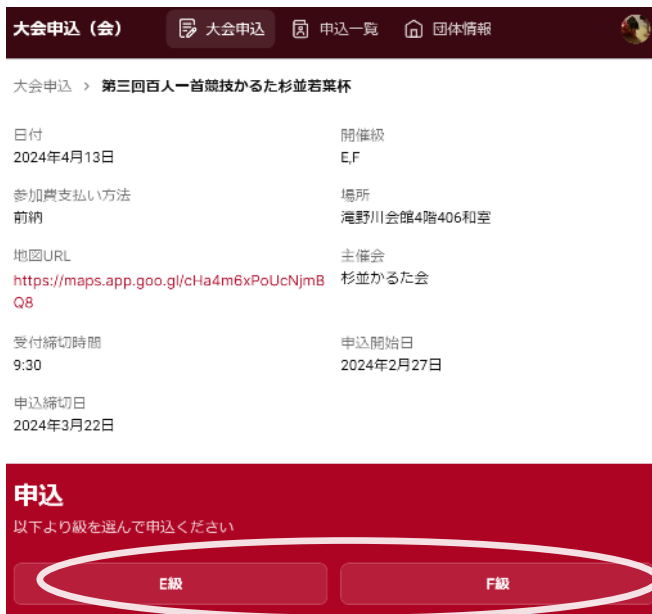 大会申込（会） 大会申込 申込一覧 団体情報
大会申込 > 第三回百人一首競技かるた杉並若葉杯
日付 開催級
2024年4月13日 E,F
参加費支払い方法 場所
前納 滝野川会館4階406和室
地図URL 主催会
https://maps.app.goo.gl/cHa4m6xPoUcNjmB 杉並かるた会
Q8
受付締切時間 申込開始日
9:30 2024年2月27日
申込締切日
2024年3月22日
申込
以下より級を選んで申込ください
E級 F級